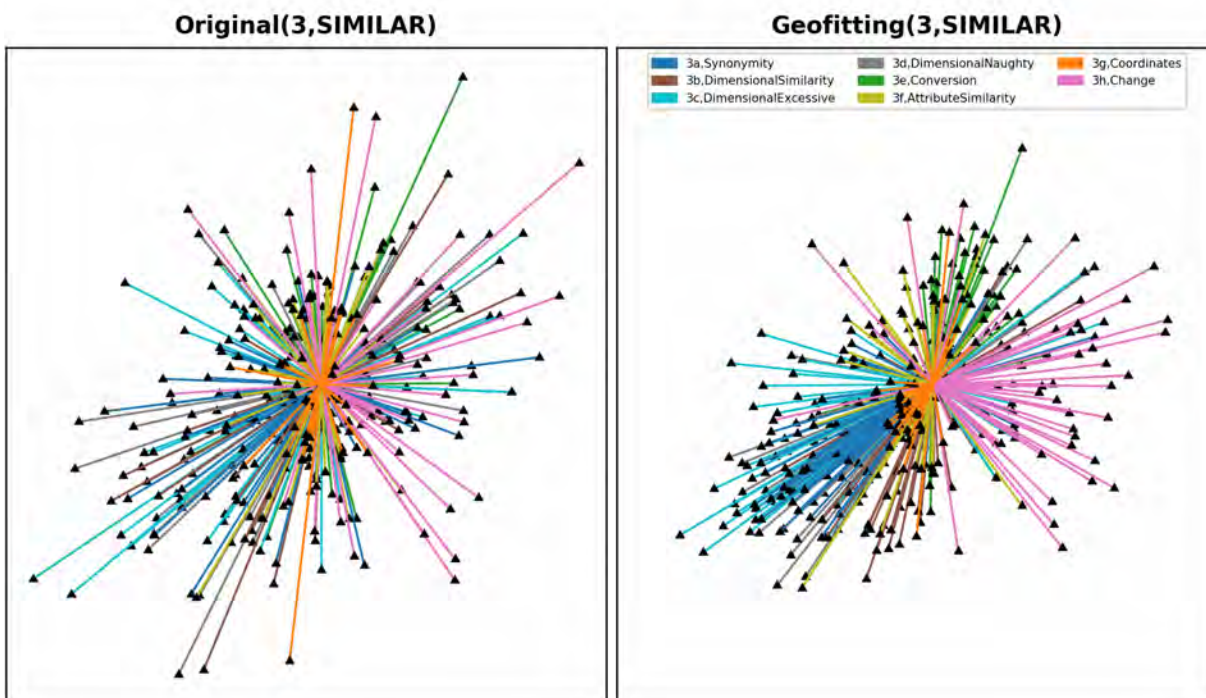 Original(3,SIMILAR)
Geofitting(3,SIMILAR)
3a,Synonymity
3b,DimensionalSimilarity
3c,DimensionalExcessive
3d,DimensionalNaughty
3e,Conversion
3f,AttributeSimilarity
3g,Coordinates
3h,Change